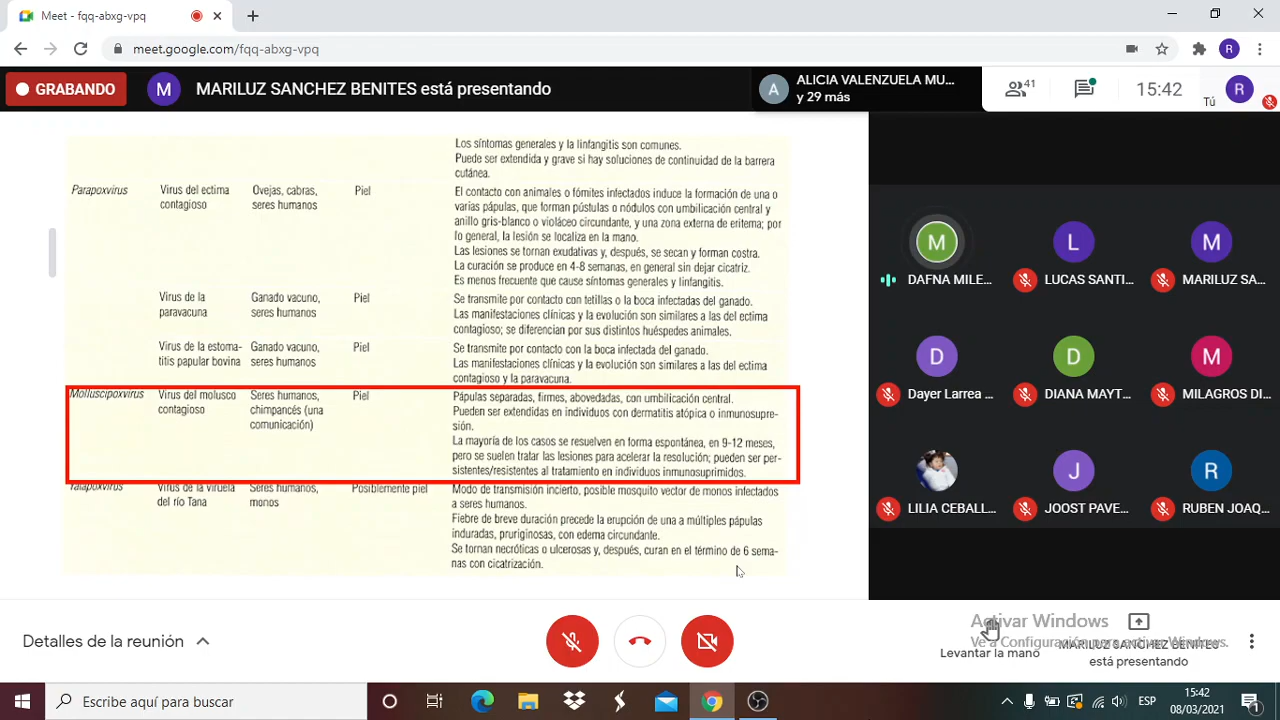 Meet - fqq-abxg-vpq
meet.google.com/fqq-abxg-vpq
R
GRABANDO
M
MARILUZ SANCHEZ BENITES está presentando
A
ALICIA VALENZUELA MU...
y 29 más
41
15:42
Tú
R
Los síntomas generales y la linfangitis son comunes.
Puede ser extendida y grave si hay soluciones de continuidad de la barrera
cutánea.
Parapoxvirus
Virus del ectima
contagioso
Ovejas, cabras,
seres humanos
Piel
El contacto con animales o fómites infectados induce la formación de una o
varias pápulas, que forman pústulas o nódulos con umbilicación central y
anillo gris-blanco o violáceo circundante, y una zona externa de eritema; por
lo general, la lesión se localiza en la mano.
Las lesiones se tornan exudativas y, después, se secan y forman costra.
La curación se produce en 4-8 semanas, en general sin dejar cicatriz.
Es menos frecuente que cause síntomas generales y linfangitis.
Virus de la
paravacuna
Ganado vacuno,
seres humanos
Piel
Se transmite por contacto con tetillas o la boca infectadas del ganado.
Las manifestaciones clínicas y la evolución son similares a las del ectima
contagioso; se diferencian por sus distintos huéspedes animales.
Virus de la estoma-
titis papular bovina
Ganado vacuno,
seres humanos
Piel
Se transmite por contacto con la boca infectada del ganado.
Las manifestaciones clínicas y la evolución son similares a las del ectima
contagioso y la paravacuna.
Molluscipoxvirus
Virus del molusco
contagioso
Seres humanos,
chimpancés (una
comunicación)
Piel
Pápulas separadas, firmes, abovedadas, con umbilicación central.
Pueden ser extendidas en individuos con dermatitis atópica o inmunosupre-
sión.
La mayoría de los casos se resuelven en forma espontánea, en 9-12 meses,
pero se suelen tratar las lesiones para acelerar la resolución; pueden ser per-
sistentes/resistentes al tratamiento en individuos inmunosuprimidos.
Yatapoxvirus
Virus de la viruela
del río Tana
Seres humanos,
monos
Posiblemente piel
Modo de transmisión incierto, posible mosquito vector de monos infectados
a seres humanos.
Fiebre de breve duración precede la erupción de una a múltiples pápulas
induradas, pruriginosas, con edema circundante.
Se tornan necróticas o ulcerosas y, después, curan en el término de 6 sema-
nas con cicatrización.
M
L
M
DAFNA MILE...
LUCAS SANTI...
MARILUZ SA...
D
D
M
Dayer Larrea ...
DIANA MAYT...
MILAGROS DI...
J
R
LILIA CEBALL...
JOOST PAVE...
RUBEN JOAQ...
Detalles de la reunión
Activar Windows
Ve a Configuración para activar Windows.
Levantar la mano
MARILUZ SANCHEZ BENITES
está presentando
Escribe aquí para buscar
ESP
15:42
08/03/2021
1